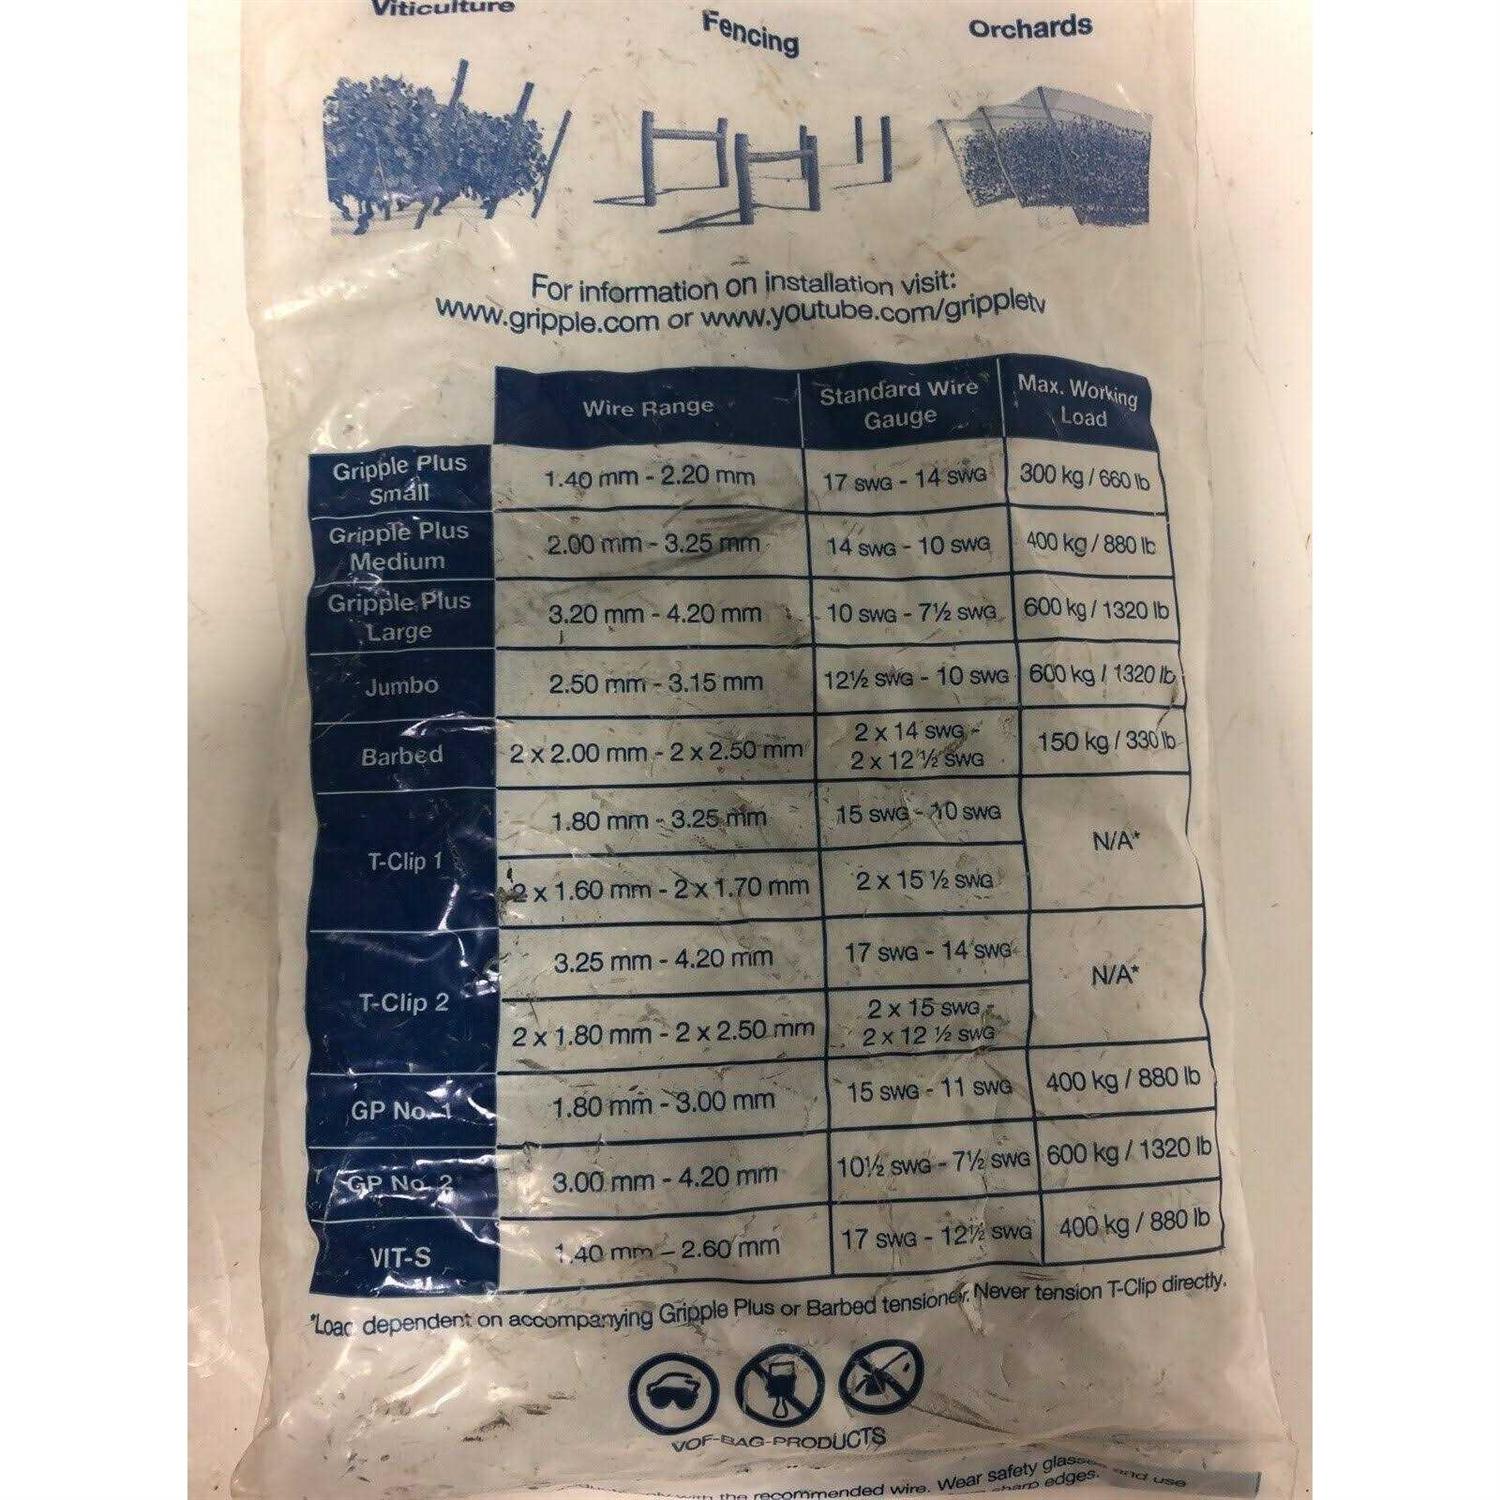 Viticulture
Fencing
Orchards
For information on installation visit:
www.gripple.com or www.youtube.com/grippletv
Wire Range
Standard Wire
Gauge
Max. Working
Load
Gripple Plus
Small
1.40 mm - 2.20 mm
17 SWG - 14 SWG
300 kg / 660 lb
Gripple Plus
Medium
2.00 mm - 3.25 mm
14 SWG - 10 SWG
400 kg / 880 lb
Gripple Plus
Large
3.20 mm - 4.20 mm
10 SWG - 7½ SWG
600 kg / 1320 lb
Jumbo
2.50 mm - 3.15 mm
12½ SWG - 10 SWG
600 kg / 1320 lb
Barbed
2 x 2.00 mm - 2 x 2.50 mm
2 x 14 SWG -
2 x 12 ½ SWG
150 kg / 330 lb
T-Clip 1
1.80 mm - 3.25 mm
15 SWG - 10 SWG
N/A*
2 x 1.60 mm - 2 x 1.70 mm
2 x 15 ½ SWG
T-Clip 2
3.25 mm - 4.20 mm
17 SWG - 14 SWG
N/A*
2 x 1.80 mm - 2 x 2.50 mm
2 x 15 SWG -
2 x 12 ½ SWG
GP No. 1
1.80 mm - 3.00 mm
15 SWG - 11 SWG
400 kg / 880 lb
GP No. 2
3.00 mm - 4.20 mm
10½ SWG - 7½ SWG
600 kg / 1320 lb
VIT-S
1.40 mm - 2.60 mm
17 SWG - 12½ SWG
400 kg / 880 lb
*Load dependent on accompanying Gripple Plus or Barbed tensioner. Never tension T-Clip directly.
VOF-BAG-PRODUCTS
with the recommended wire. Wear safety glasses and use
sharp edges.